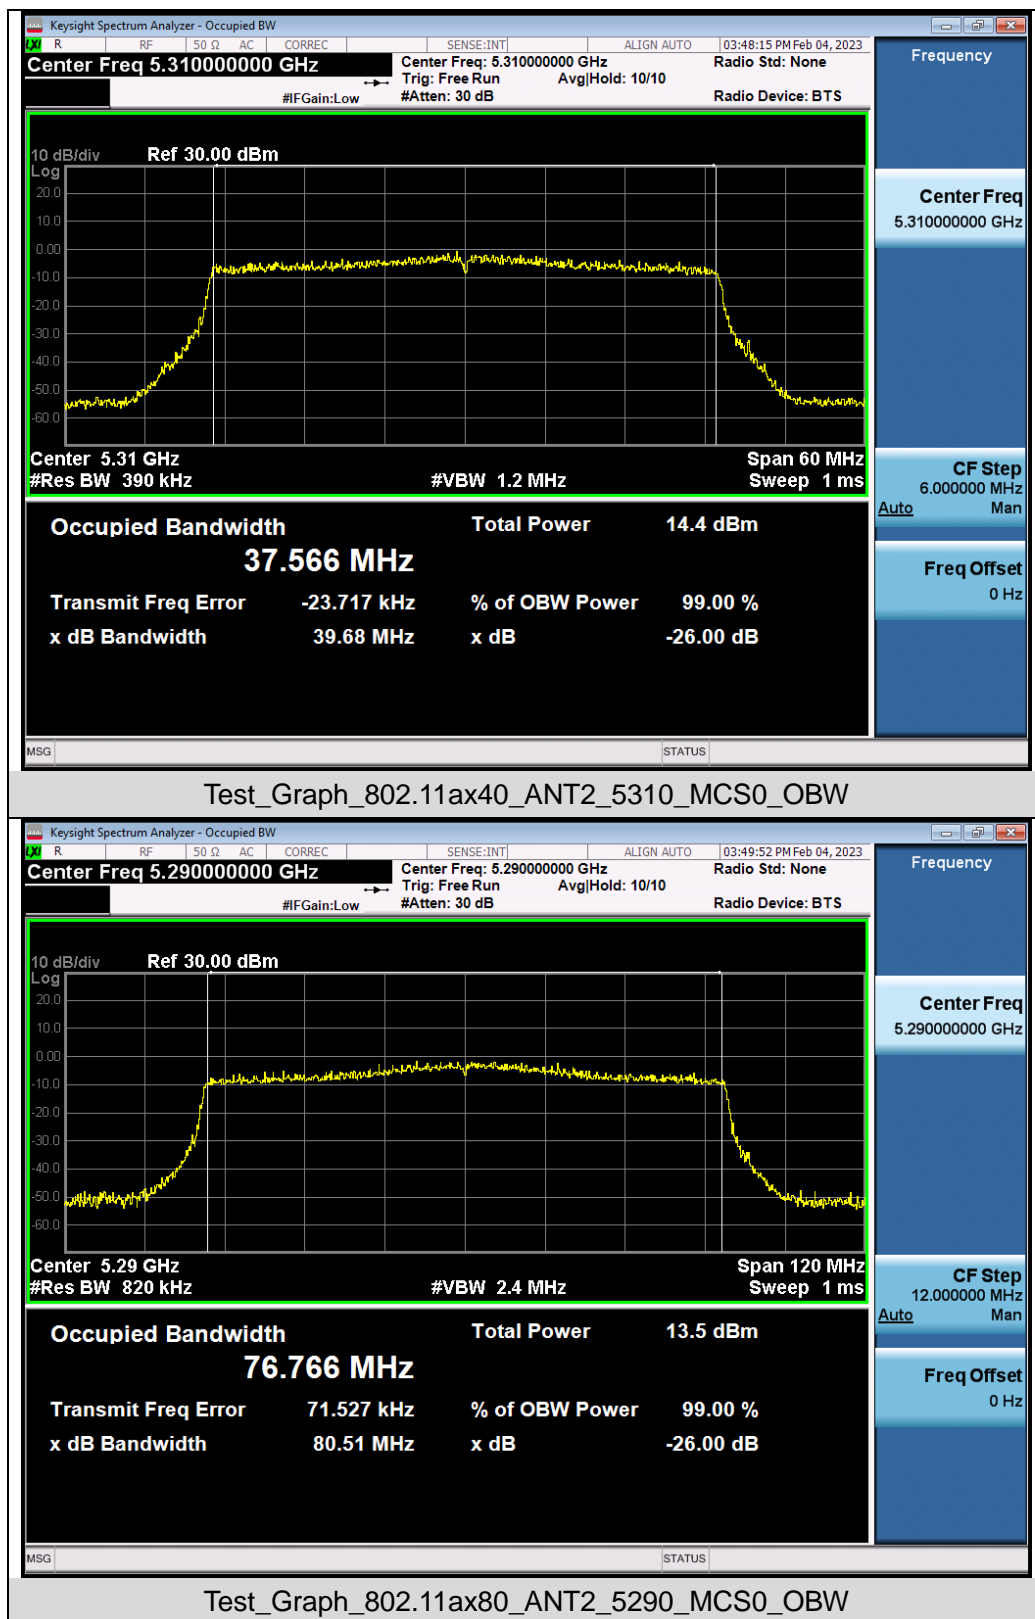 Keysight Spectrum Analyzer - Occupied BW
LXI R RF 50 Ω AC CORREC SENSE:INT ALIGN AUTO 03:48:15 PM Feb 04, 2023
Center Freq 5.310000000 GHz
Center Freq: 5.310000000 GHz Radio Std: None
Trig: Free Run Avg|Hold: 10/10
#IFGain:Low #Atten: 30 dB Radio Device: BTS
Frequency
10 dB/div Ref 30.00 dBm
Log
20.0
10.0
0.00
-10.0
-20.0
-30.0
-40.0
-50.0
-60.0
Center 5.31 GHz Span 60 MHz
#Res BW 390 kHz #VBW 1.2 MHz Sweep 1 ms
Center Freq
5.310000000 GHz
CF Step
6.000000 MHz
Auto Man
Freq Offset
0 Hz
Occupied Bandwidth Total Power 14.4 dBm
37.566 MHz
Transmit Freq Error -23.717 kHz % of OBW Power 99.00 %
x dB Bandwidth 39.68 MHz x dB -26.00 dB
MSG STATUS
Test_Graph_802.11ax40_ANT2_5310_MCS0_OBW
Keysight Spectrum Analyzer - Occupied BW
LXI R RF 50 Ω AC CORREC SENSE:INT ALIGN AUTO 03:49:52 PM Feb 04, 2023
Center Freq 5.290000000 GHz
Center Freq: 5.290000000 GHz Radio Std: None
Trig: Free Run Avg|Hold: 10/10
#IFGain:Low #Atten: 30 dB Radio Device: BTS
Frequency
10 dB/div Ref 30.00 dBm
Log
20.0
10.0
0.00
-10.0
-20.0
-30.0
-40.0
-50.0
-60.0
Center 5.29 GHz Span 120 MHz
#Res BW 820 kHz #VBW 2.4 MHz Sweep 1 ms
Center Freq
5.290000000 GHz
CF Step
12.000000 MHz
Auto Man
Freq Offset
0 Hz
Occupied Bandwidth Total Power 13.5 dBm
76.766 MHz
Transmit Freq Error 71.527 kHz % of OBW Power 99.00 %
x dB Bandwidth 80.51 MHz x dB -26.00 dB
MSG STATUS
Test_Graph_802.11ax80_ANT2_5290_MCS0_OBW